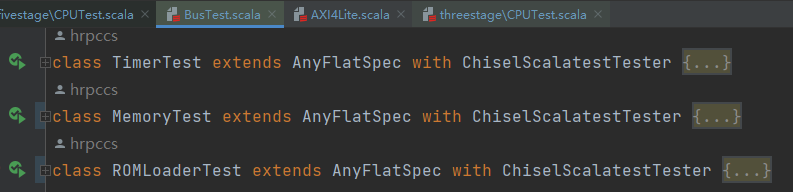 fivestage\CPUTest.scala × BusTest.scala × AXI4Lite.scala × threestage\CPUTest.scala ×
hrpccs
class TimerTest extends AnyFlatSpec with ChiselScalatestTester {...}
hrpccs
class MemoryTest extends AnyFlatSpec with ChiselScalatestTester {...}
hrpccs
class ROMLoaderTest extends AnyFlatSpec with ChiselScalatestTester {...}